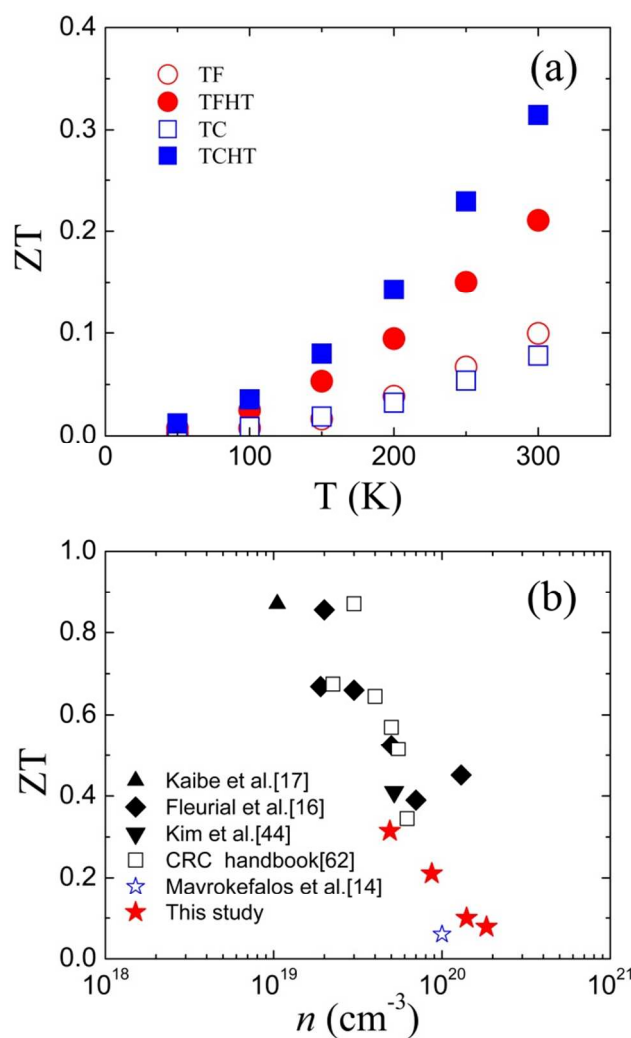 0.4
(a)
TF
TFHT
0.3
TC
TCHT
ZT
0.2
0.1
0.0
0 100 200 300
T (K)
1.0
(b)
0.8
0.6
ZT
Kaibe et al.[17]
Fleurial et al.[16]
0.4
Kim et al.[44]
CRC handbook[62]
0.2
Mavrokefalos et al.[14]
This study
0.0
10^18 10^19 10^20 10^21
n (cm^-3)